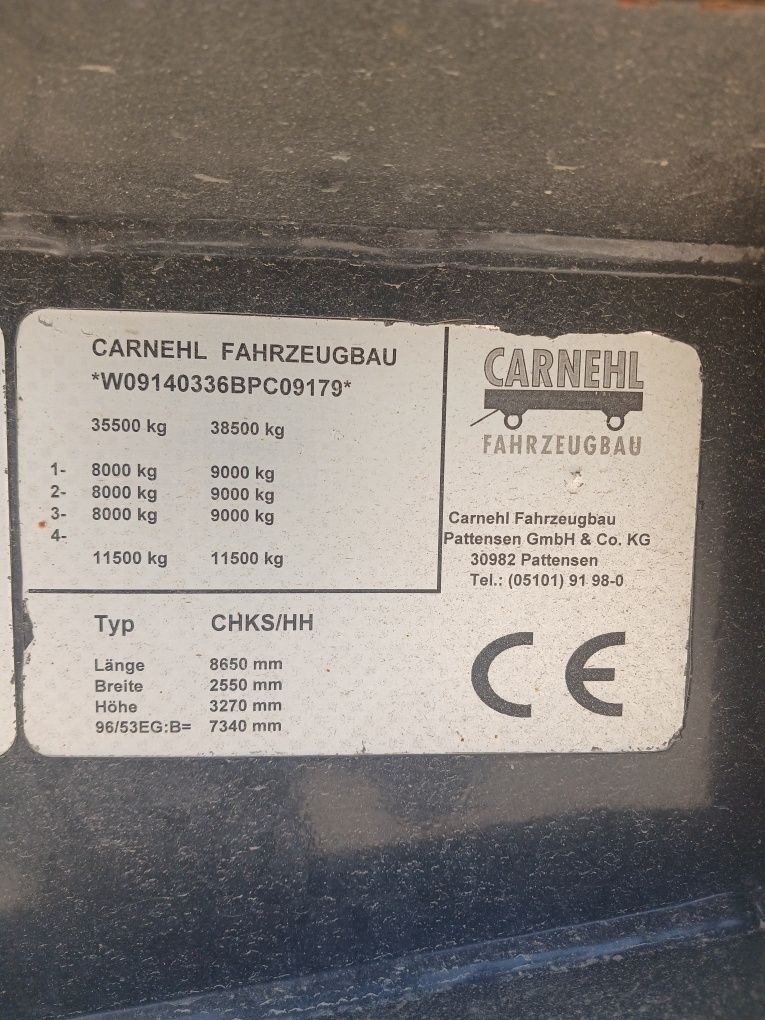 CARNEHL FAHRZEUGBAU
*W09140336BPC09179*
35500 kg 38500 kg
1- 8000 kg 9000 kg
2- 8000 kg 9000 kg
3- 8000 kg 9000 kg
4-
11500 kg 11500 kg
Typ CHKS/HH
Länge 8650 mm
Breite 2550 mm
Höhe 3270 mm
96/53EG:B= 7340 mm
CARNEHL
FAHRZEUGBAU
Carnehl Fahrzeugbau
Pattensen GmbH & Co. KG
30982 Pattensen
Tel.: (05101) 91 98-0
CE